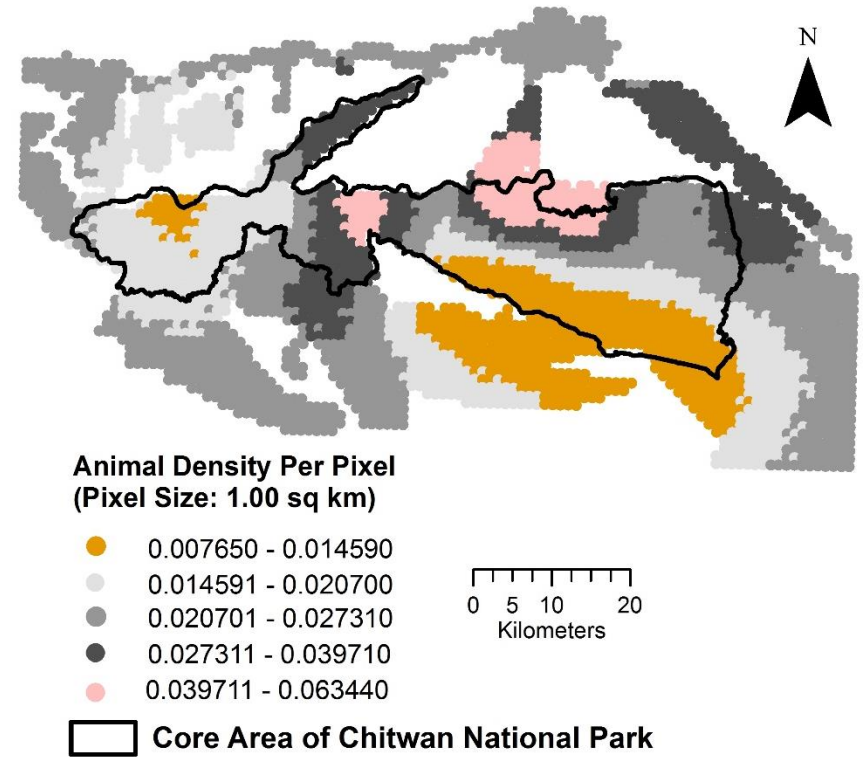 N
Animal Density Per Pixel
(Pixel Size: 1.00 sq km)
0.007650 - 0.014590
0.014591 - 0.020700
0.020701 - 0.027310
0.027311 - 0.039710
0.039711 - 0.063440
0 5 10 20
Kilometers
Core Area of Chitwan National Park